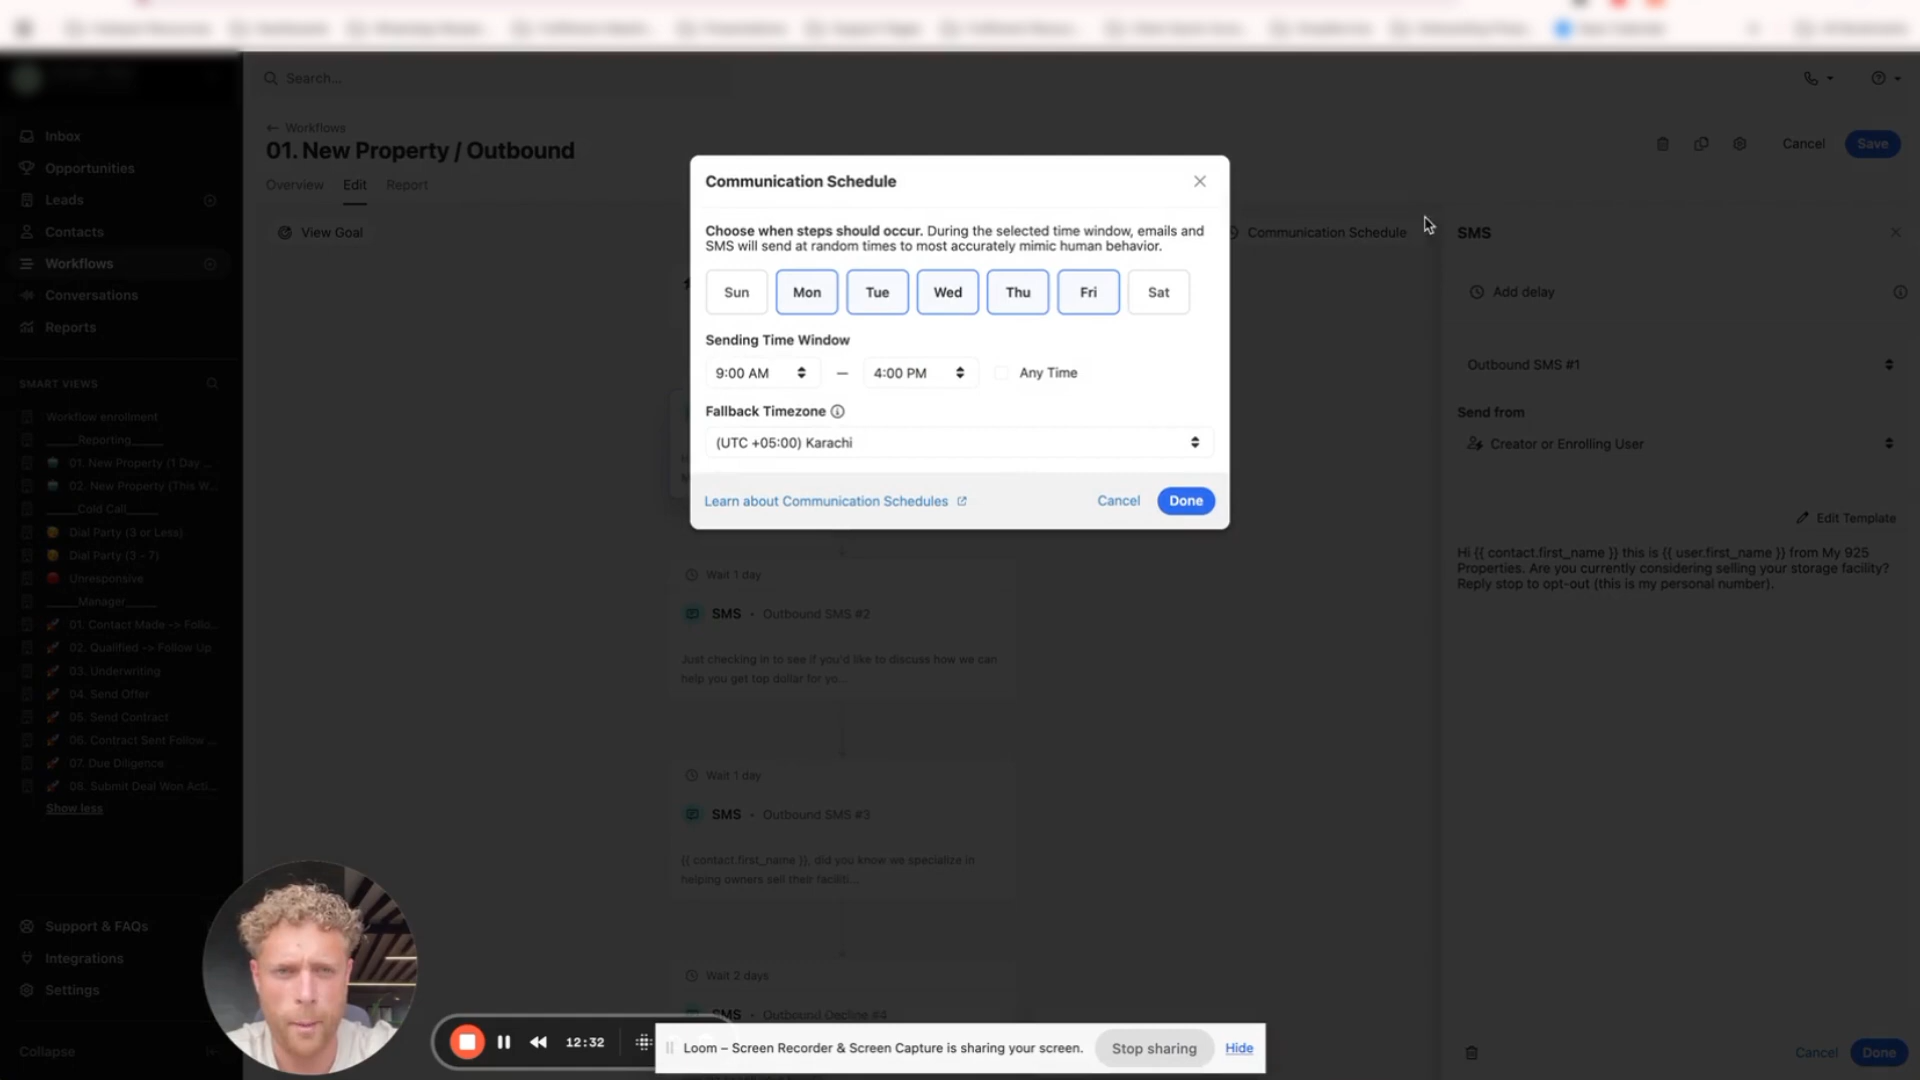 Search...
Workflows
01. New Property / Outbound
Cancel
Save
Overview
Edit
Report
View Goal
Communication Schedule
Inbox
Opportunities
Leads
Contacts
Workflows
Conversations
Reports
SMART VIEWS
Workflow enrollment
_____Reporting_____
01. New Property (1 Day ...
02. New Property (This W...
_____Cold Call_____
Dial Party (3 or Less)
Dial Party (3 - 7)
Unresponsive
_____Manager_____
01. Contact Made -> Follo...
02. Qualified -> Follow Up
03. Underwriting
04. Send Offer
05. Send Contract
06. Contract Sent Follow ...
07. Due Diligence
08. Submit Deal Won Acti...
Show less
Support & FAQs
Integrations
Settings
Collapse
Communication Schedule
Choose when steps should occur. During the selected time window, emails and
SMS will send at random times to most accurately mimic human behavior.
Sun
Mon
Tue
Wed
Thu
Fri
Sat
Sending Time Window
9:00 AM
—
4:00 PM
Any Time
Fallback Timezone
(UTC +05:00) Karachi
Learn about Communication Schedules
Cancel
Done
Wait 1 day
SMS • Outbound SMS #2
Just checking in to see if you'd like to discuss how we can
help you get top dollar for yo...
Wait 1 day
SMS • Outbound SMS #3
{{ contact.first_name }}, did you know we specialize in
helping owners sell their faciliti...
Wait 2 days
SMS • Outbound Decline #4
SMS
Add delay
Outbound SMS #1
Send from
Creator or Enrolling User
Edit Template
Hi {{ contact.first_name }} this is {{ user.first_name }} from My 925
Properties. Are you currently considering selling your storage facility?
Reply stop to opt-out (this is my personal number).
Cancel
Done
12:32
Loom – Screen Recorder & Screen Capture is sharing your screen.
Stop sharing
Hide